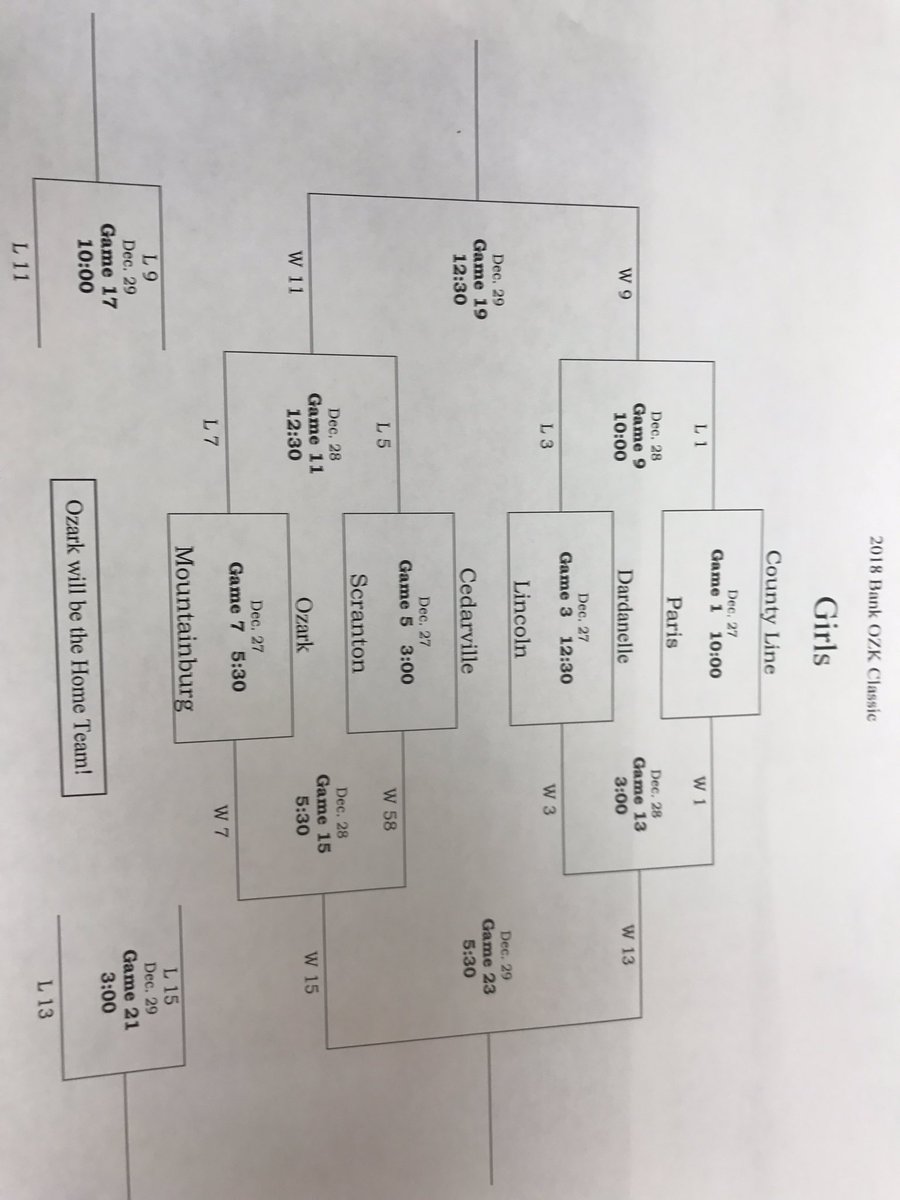 2018 Bank OZK Classic
Girls
County Line
Dec. 27
Game 1 10:00
Paris
L 1
W 1
Dec. 28
Game 9
10:00
Dec. 28
Game 13
3:00
W 9
Dardanelle
W 13
Dec. 27
Game 3 12:30
Lincoln
L 3
W 3
Dec. 29
Game 19
12:30
Dec. 29
Game 23
5:30
Cedarville
Dec. 27
Game 5 3:00
Scranton
L 5
W 58
Dec. 28
Game 11
12:30
Dec. 28
Game 15
5:30
W 11
Ozark
W 15
Dec. 27
Game 7 5:30
Mountainburg
L 7
W 7
L 9
Dec. 29
Game 17
10:00
L 11
L 15
Dec. 29
Game 21
3:00
L 13
Ozark will be the Home Team!